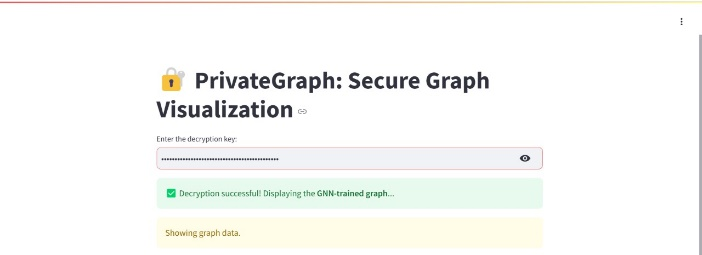 PrivateGraph: Secure Graph
Visualization
Enter the decryption key:
Decryption successful! Displaying the GNN-trained graph...
Showing graph data.